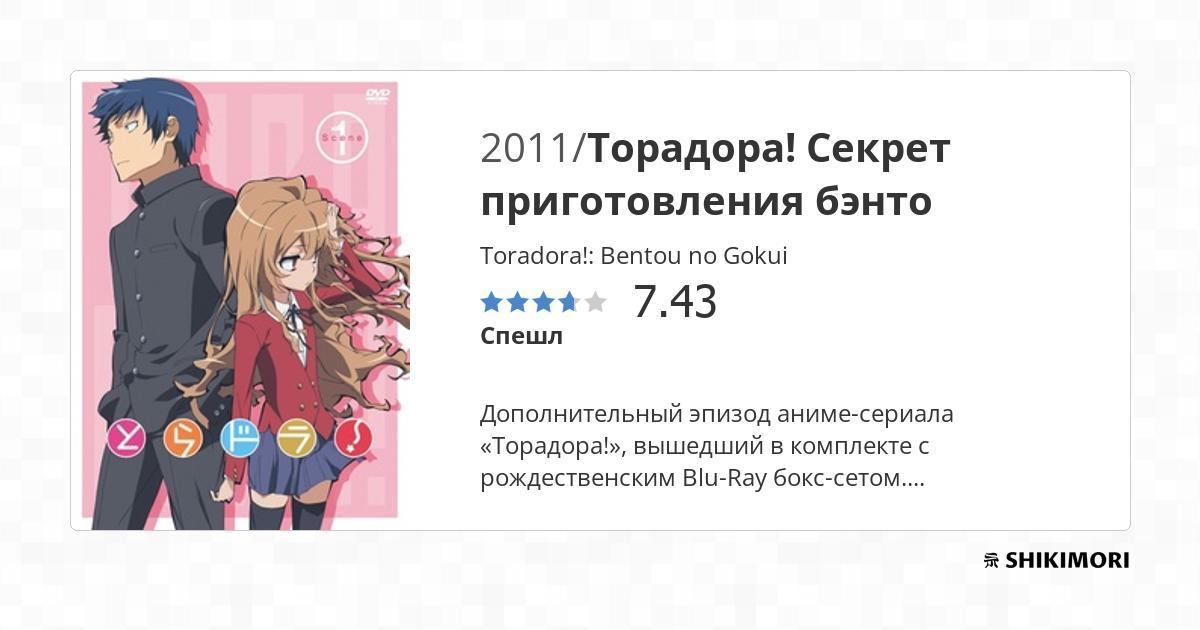 DVD
VIDEO
1
Scene
とらドラ!
2011/Торадора! Секрет
приготовления бэнто
Toradora!: Bentou no Gokui
7.43
Спешл
Дополнительный эпизод аниме-сериала
«Торадора!», вышедший в комплекте с
рождественским Blu-Ray бокс-сетом....
SHIKIMORI